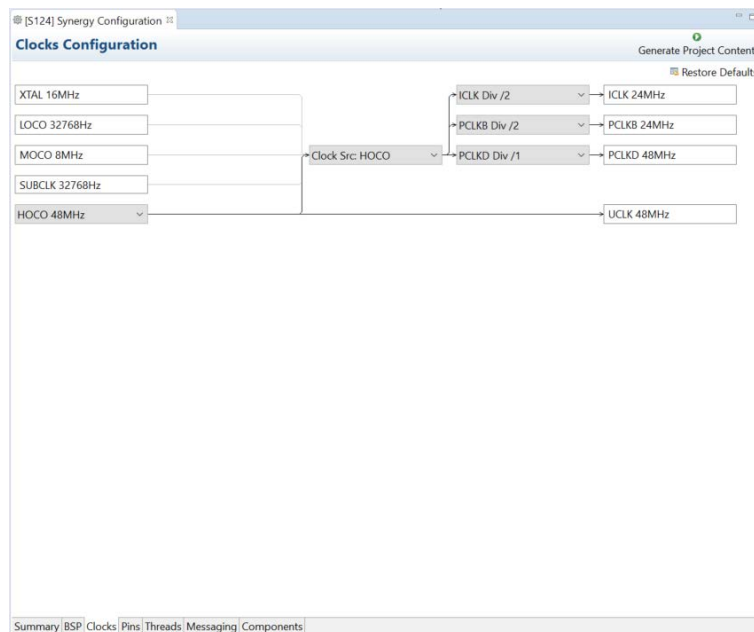 [S124] Synergy Configuration
Clocks Configuration
Generate Project Content
Restore Default
XTAL 16MHz
ICLK Div /2
ICLK 24MHz
LOCO 32768Hz
PCLKB Div /2
PCLKB 24MHz
MOCO 8MHz
Clock Src: HOCO
PCLKD Div /1
PCLKD 48MHz
SUBCLK 32768Hz
HOCO 48MHz
UCLK 48MHz
Summary BSP Clocks Pins Threads Messaging Components